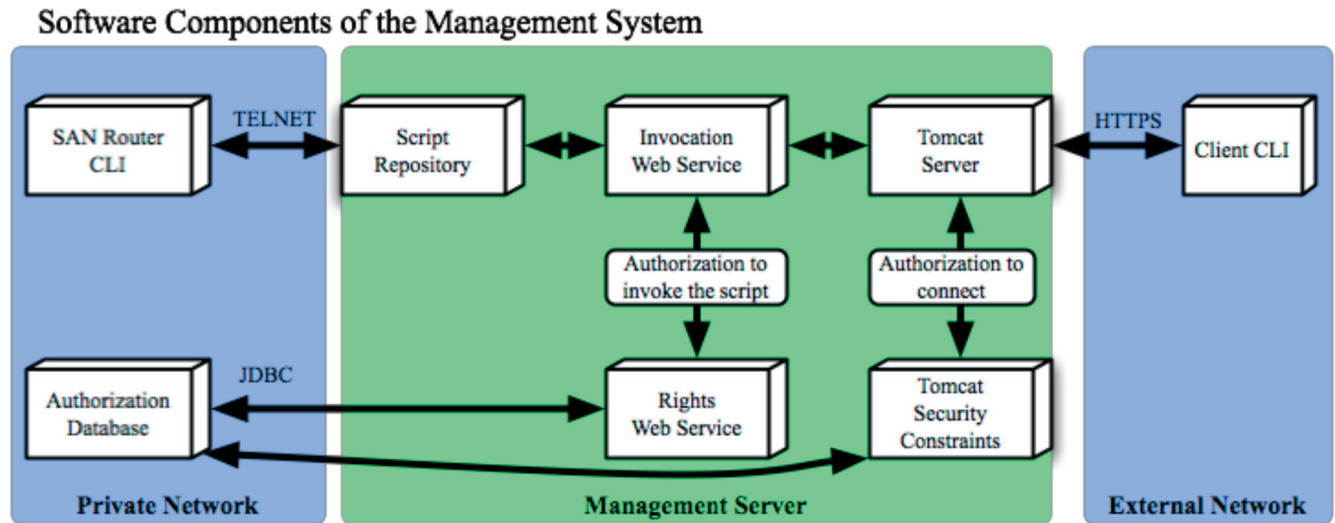 Software Components of the Management System
SAN Router
CLI
TELNET
Script
Repository
Invocation
Web Service
Tomcat
Server
HTTPS
Client CLI
Authorization to
invoke the script
Authorization to
connect
Authorization
Database
JDBC
Rights
Web Service
Tomcat
Security
Constraints
Private Network
Management Server
External Network